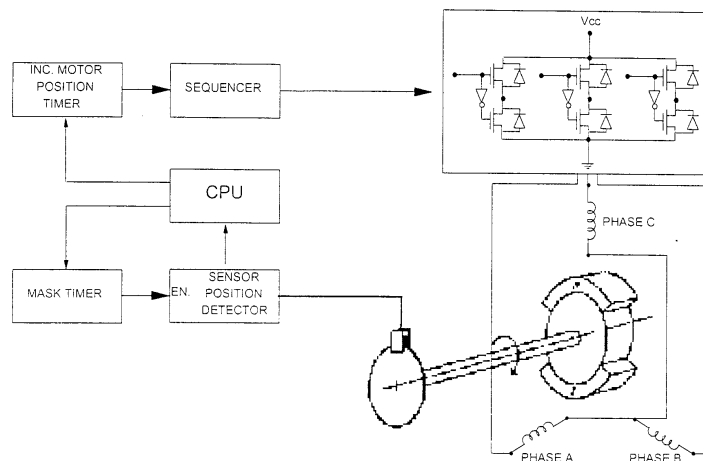 Vcc
INC. MOTOR
POSITION
TIMER
SEQUENCER
CPU
PHASE C
MASK TIMER
EN.
SENSOR
POSITION
DETECTOR
PHASE A
PHASE B